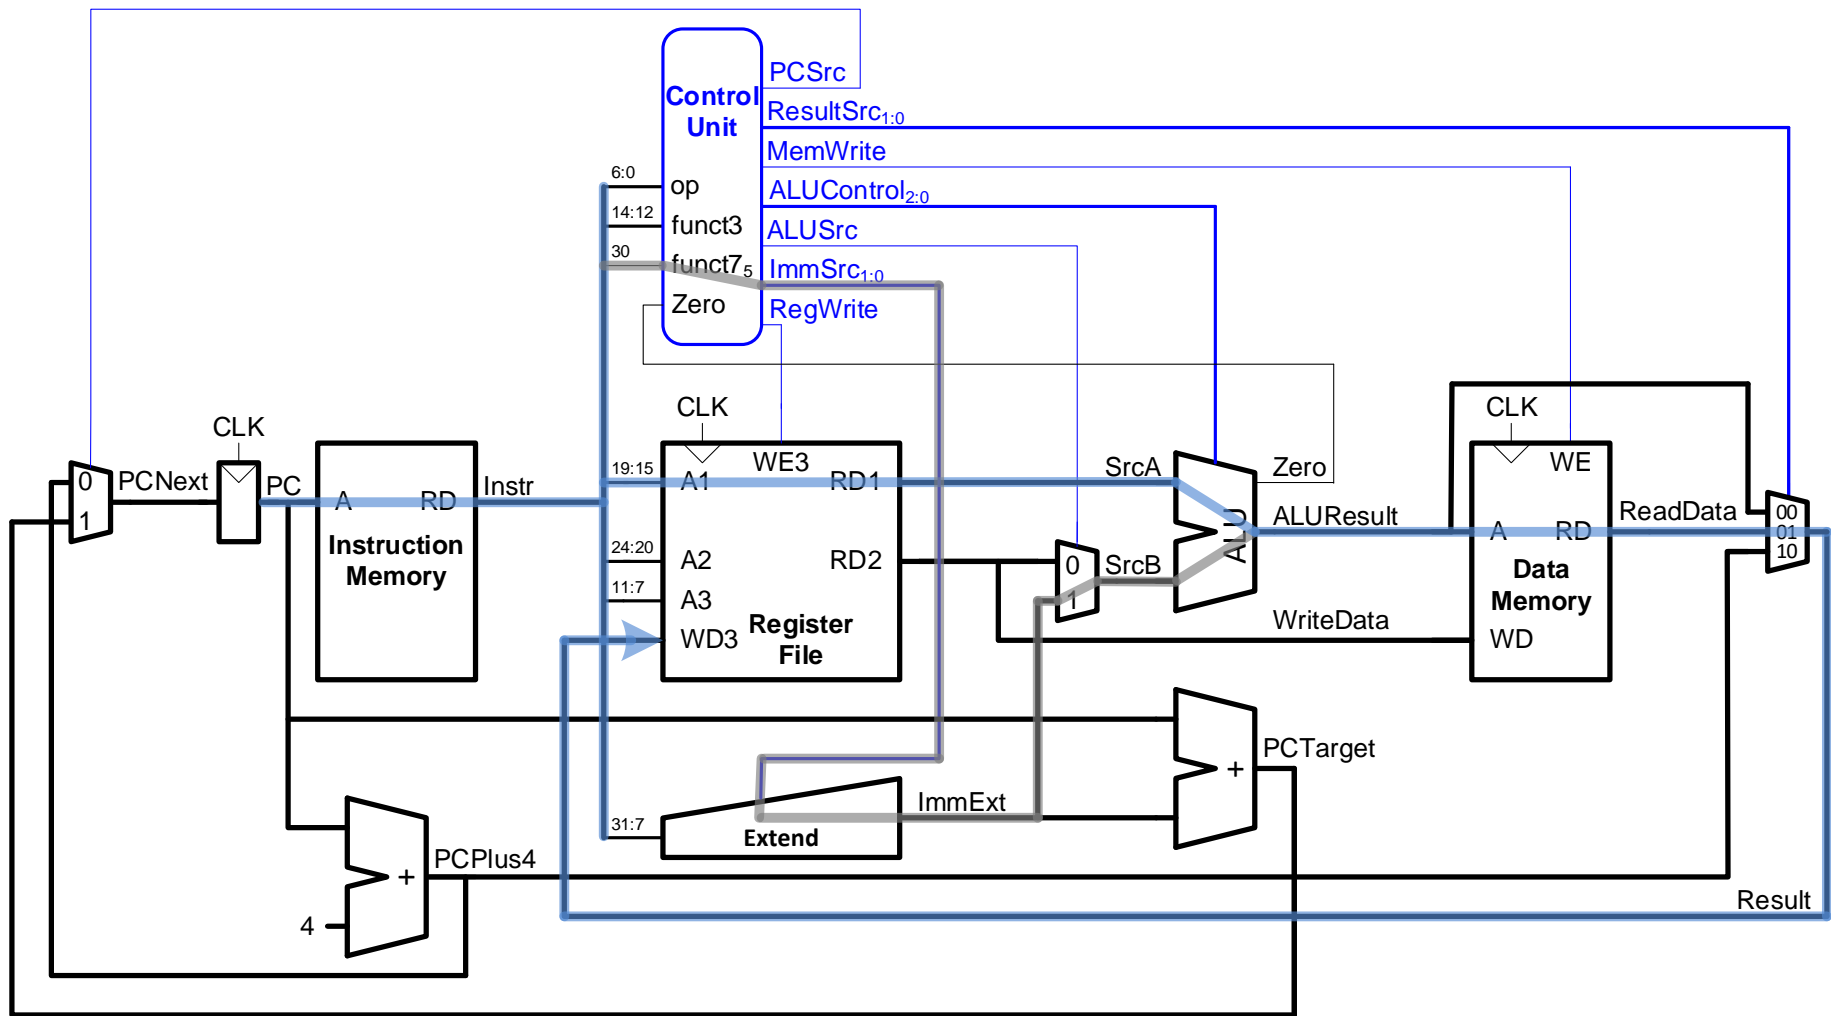 PCSrc
Control
Unit
ResultSrc1:0
MemWrite
6:0
op
ALUControl2:0
14:12
funct3
ALUSrc
30
funct75
ImmSrc1:0
Zero
RegWrite
CLK
CLK
CLK
0
PCNext
PC
Instr
19:15
WE3
SrcA
Zero
WE
A
RD
A1
RD1
1
ALU
ALUResult
ReadData
00
01
10
Instruction
Memory
24:20
A2
RD2
0
SrcB
A
RD
Data
Memory
11:7
A3
1
Register
File
WD3
WriteData
WD
PCTarget
+
ImmExt
31:7
Extend
PCPlus4
+
4
Result